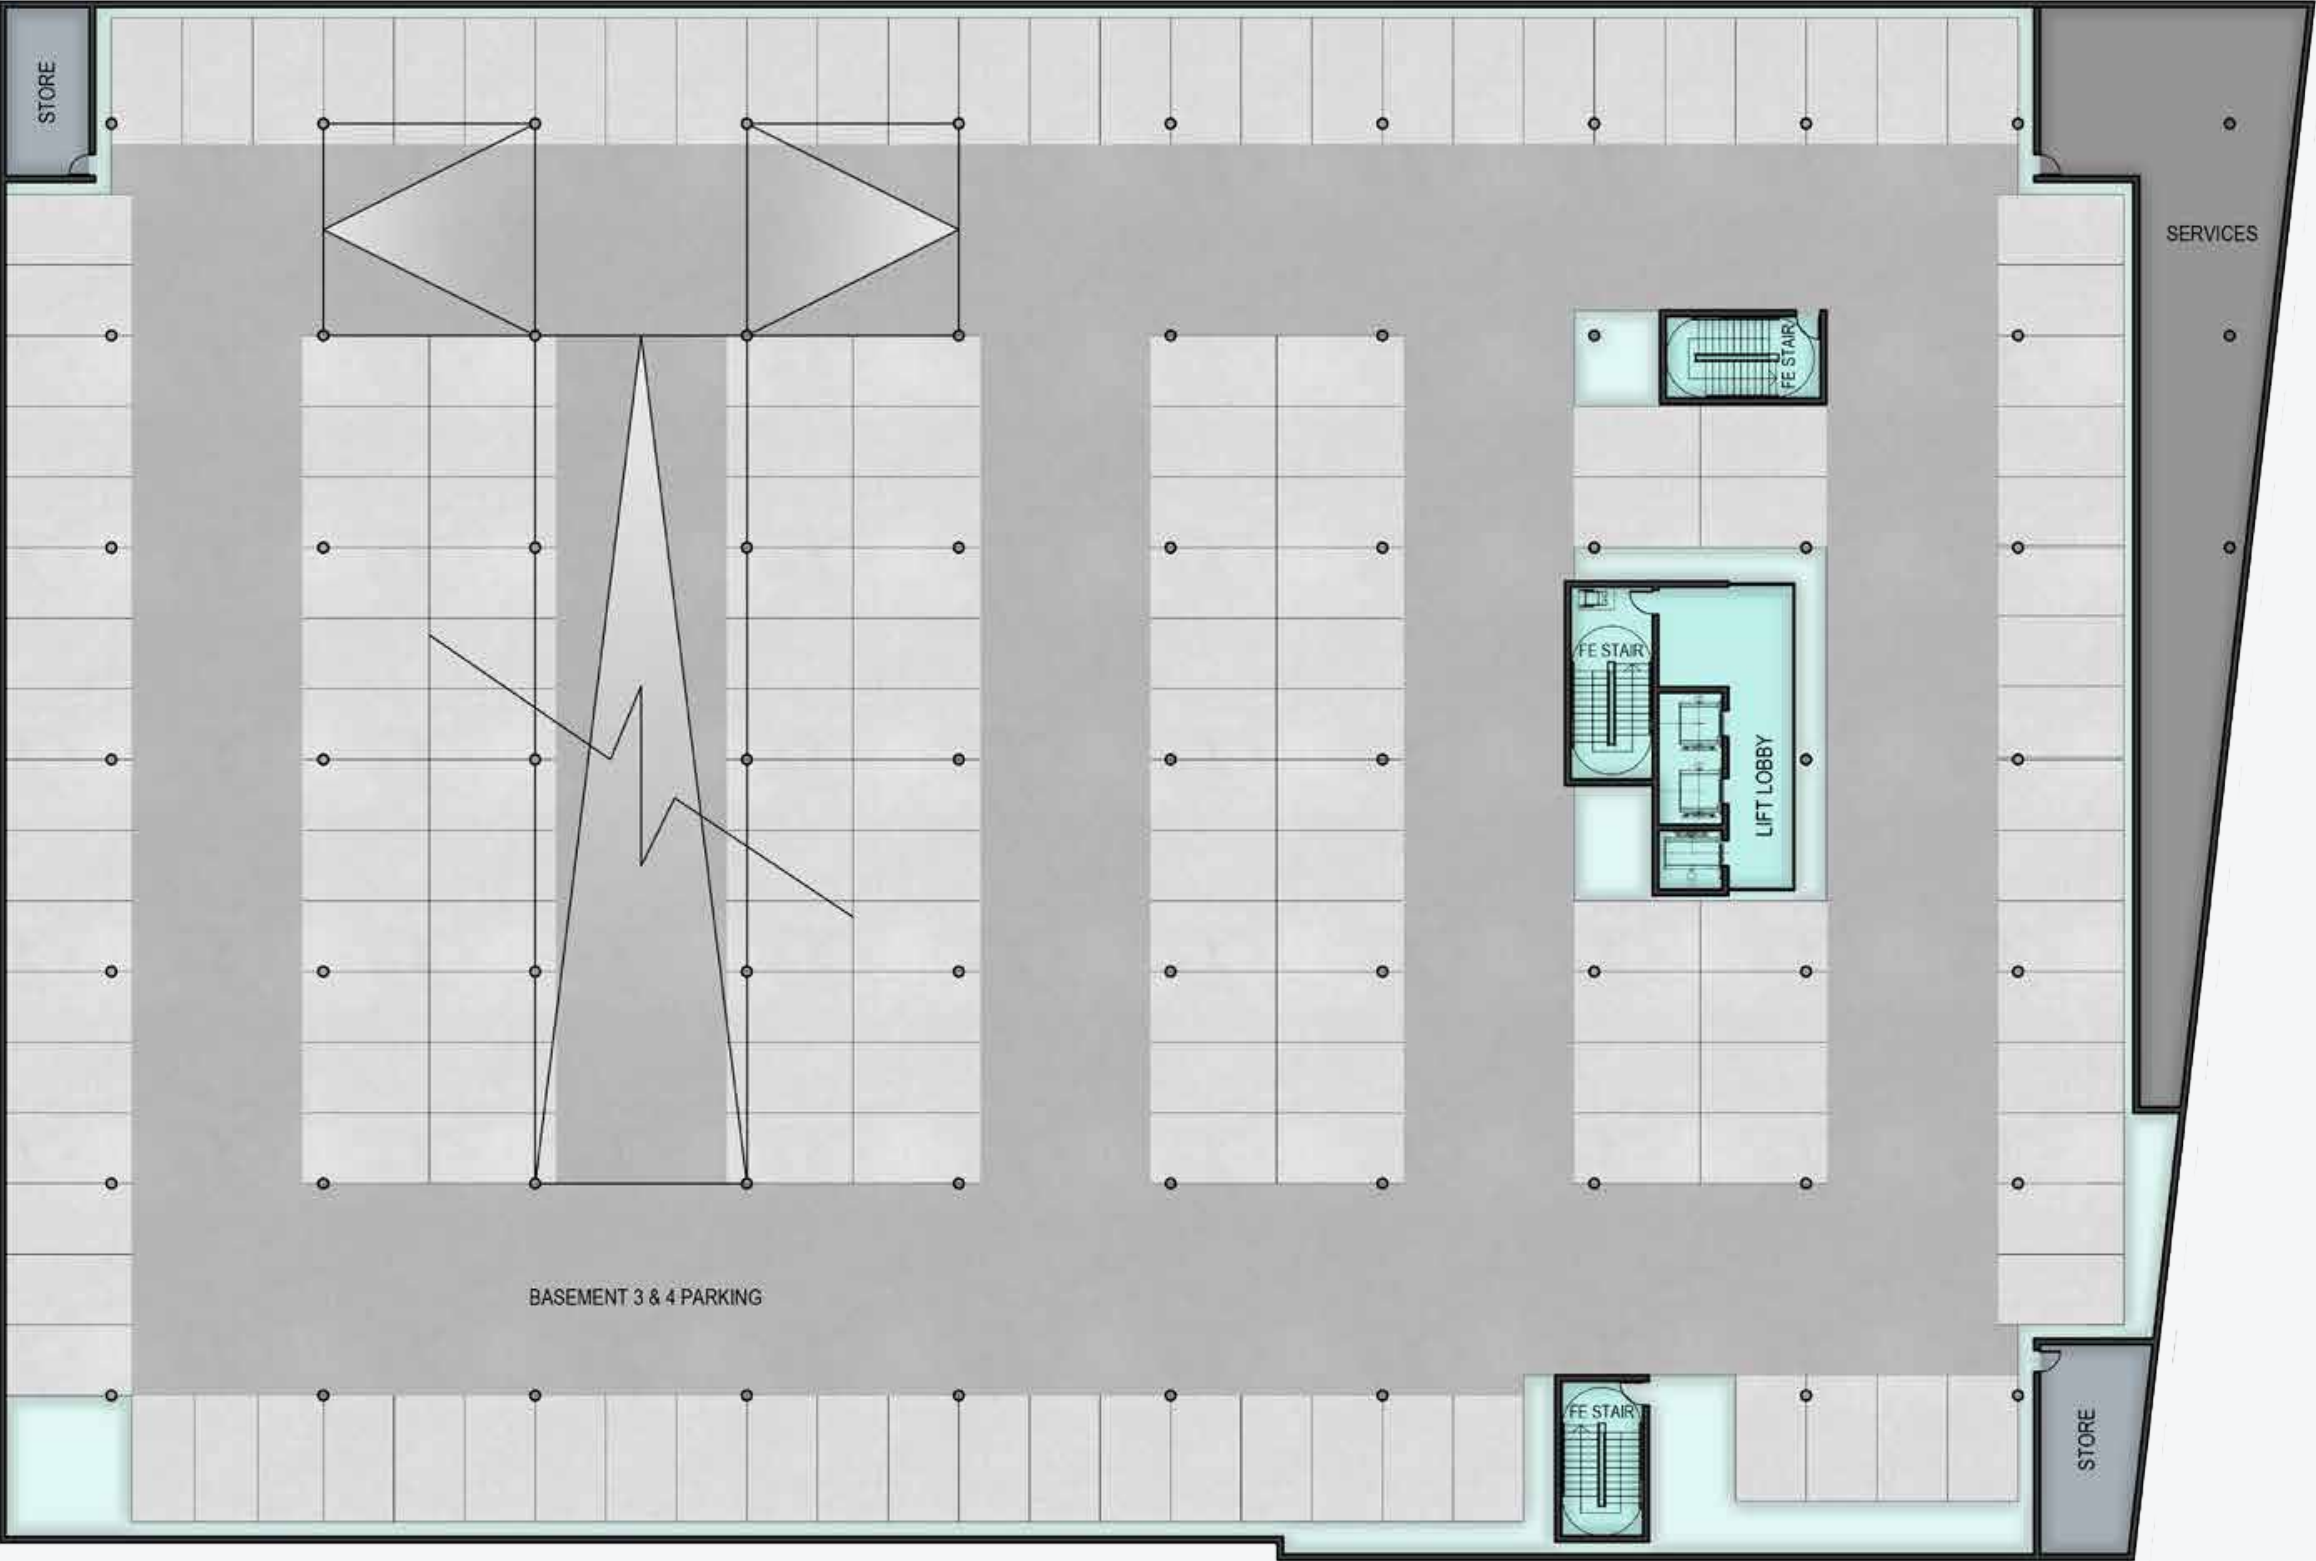 STORE
SERVICES
FE STAIR
FE STAIR
LIFT LOBBY
BASEMENT 3 & 4 PARKING
FE STAIR
STORE